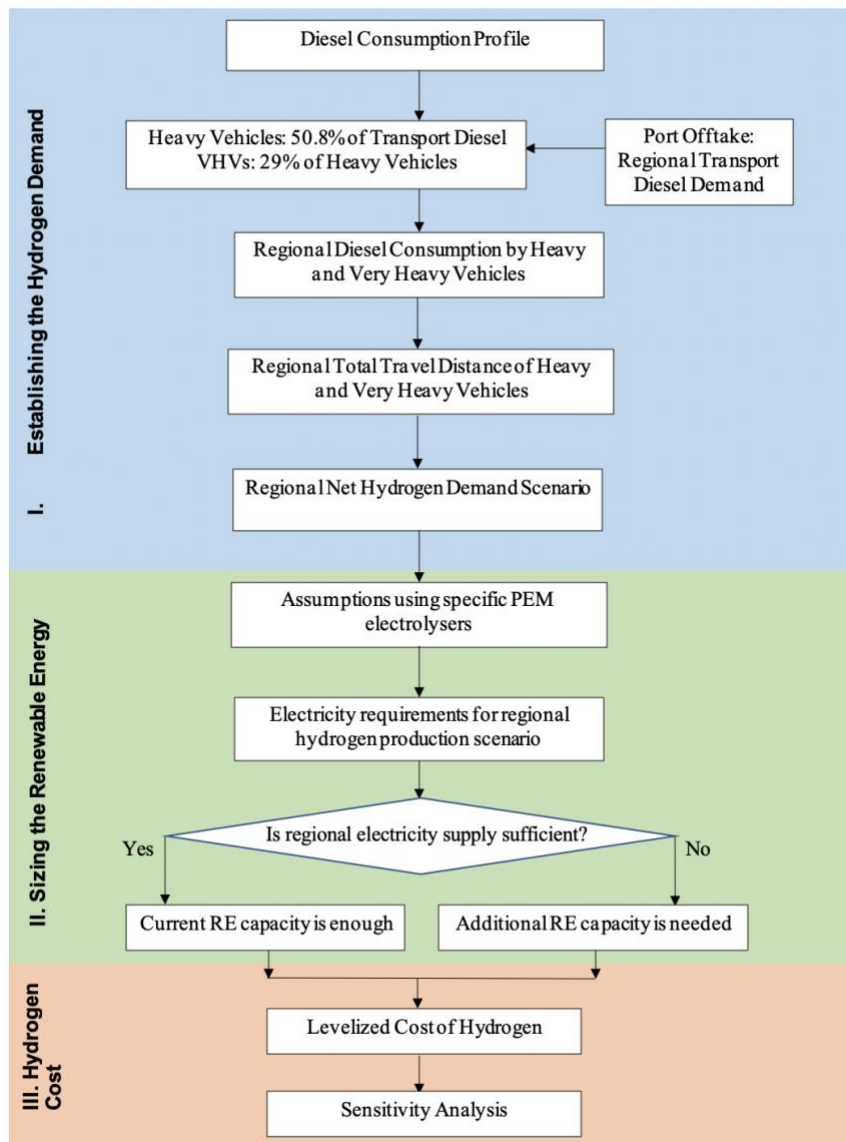 Diesel Consumption Profile
Heavy Vehicles: 50.8% of Transport Diesel
VHVs: 29% of Heavy Vehicles
Port Offtake:
Regional Transport
Diesel Demand
Regional Diesel Consumption by Heavy
and Very Heavy Vehicles
Regional Total Travel Distance of Heavy
and Very Heavy Vehicles
Regional Net Hydrogen Demand Scenario
I. Establishing the Hydrogen Demand
Assumptions using specific PEM
electrolysers
Electricity requirements for regional
hydrogen production scenario
Is regional electricity supply sufficient?
Yes
No
Current RE capacity is enough
Additional RE capacity is needed
II. Sizing the Renewable Energy
Levelized Cost of Hydrogen
Sensitivity Analysis
III. Hydrogen
Cost